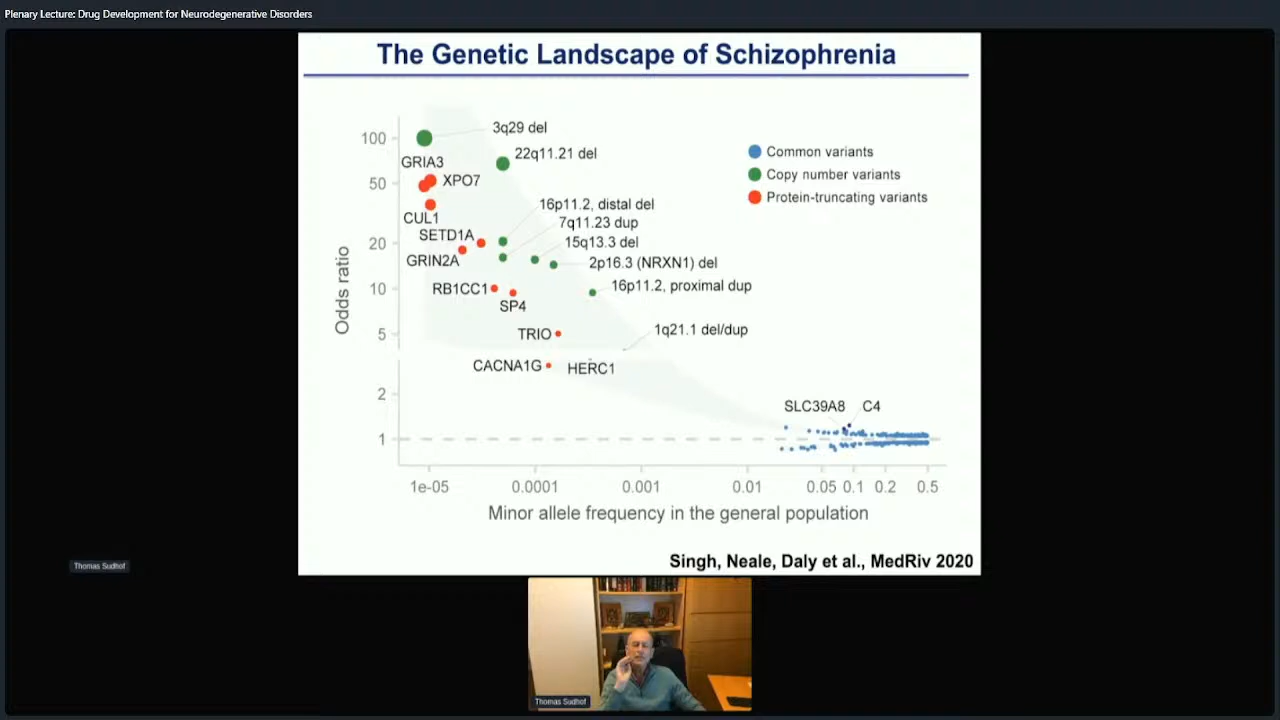 Plenary Lecture: Drug Development for Neurodegenerative Disorders
The Genetic Landscape of Schizophrenia
3q29 del
100
22q11.21 del
Common variants
GRIA3
Copy number variants
50
XPO7
Protein-truncating variants
16p11.2, distal del
CUL1
7q11.23 dup
SETD1A
20
15q13.3 del
GRIN2A
2p16.3 (NRXN1) del
10
RB1CC1
16p11.2, proximal dup
SP4
Odds ratio
5
TRIO
1q21.1 del/dup
CACNA1G
HERC1
2
SLC39A8
C4
1
1e-05
0.0001
0.001
0.01
0.05
0.1
0.2
0.5
Minor allele frequency in the general population
Singh, Neale, Daly et al., MedRiv 2020
Thomas Sudhof
Thomas Sudhof